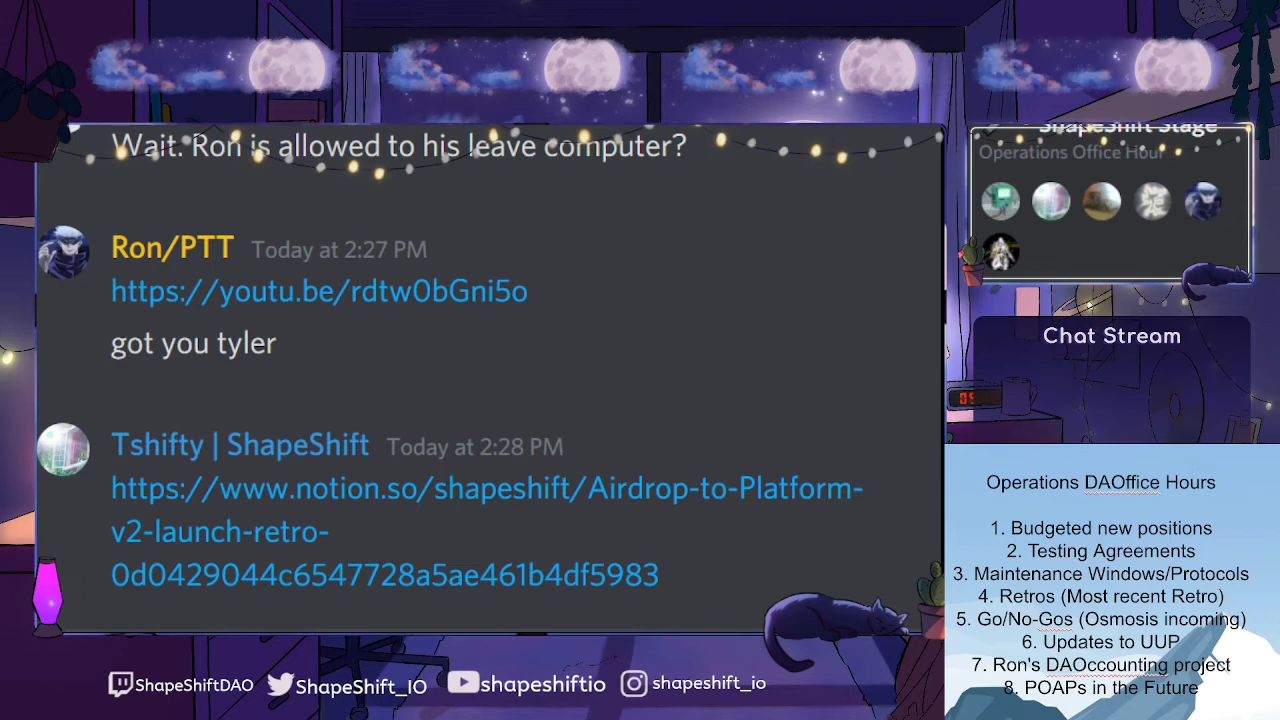 Wait. Ron is allowed to his leave computer?
Ron/PTT Today at 2:27 PM
https://youtu.be/rdtw0bGni5o
got you tyler
Tshifty | ShapeShift Today at 2:28 PM
https://www.notion.so/shapeshift/Airdrop-to-Platform-
v2-launch-retro-
0d0429044c6547728a5ae461b4df5983
ShapeShift Stage
Operations Office Hour
Chat Stream
09
Operations DAOffice Hours
1. Budgeted new positions
2. Testing Agreements
3. Maintenance Windows/Protocols
4. Retros (Most recent Retro)
5. Go/No-Gos (Osmosis incoming)
6. Updates to UUP
7. Ron's DAOccounting project
8. POAPs in the Future
ShapeShiftDAO ShapeShift_IO shapeshiftio shapeshift_io